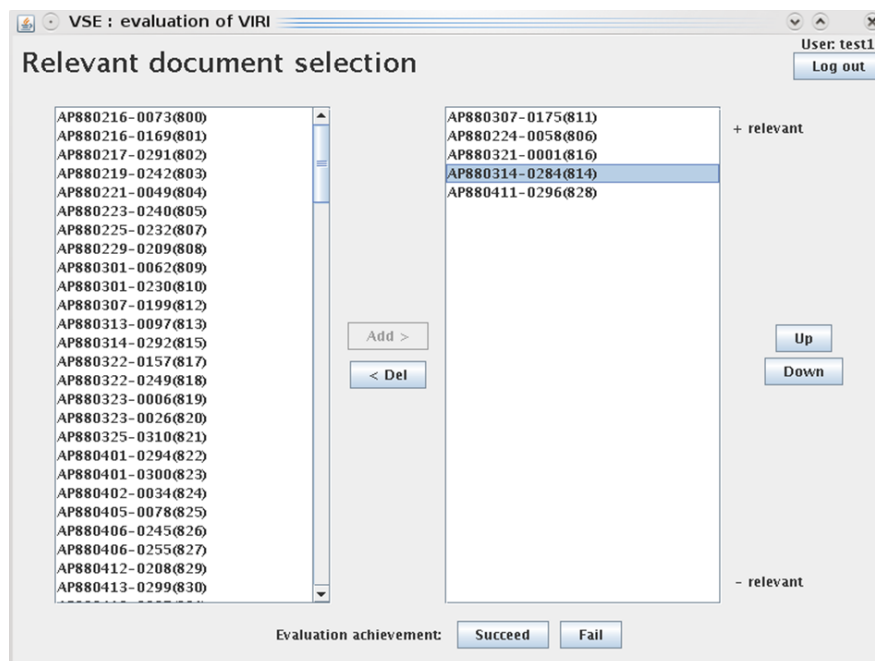 VSE : evaluation of VIRI
User: test1
Relevant document selection
Log out
AP880216-0073(800)
AP880216-0169(801)
AP880217-0291(802)
AP880219-0242(803)
AP880221-0049(804)
AP880223-0240(805)
AP880225-0232(807)
AP880229-0209(808)
AP880301-0062(809)
AP880301-0230(810)
AP880307-0199(812)
AP880313-0097(813)
AP880314-0292(815)
AP880322-0157(817)
AP880322-0249(818)
AP880323-0006(819)
AP880323-0026(820)
AP880325-0310(821)
AP880401-0294(822)
AP880401-0300(823)
AP880402-0034(824)
AP880405-0078(825)
AP880406-0245(826)
AP880406-0255(827)
AP880412-0208(829)
AP880413-0299(830)
Add >
< Del
AP880307-0175(811)
AP880224-0058(806)
AP880321-0001(816)
AP880314-0284(814)
AP880411-0296(828)
+ relevant
Up
Down
- relevant
Evaluation achievement:
Succeed
Fail